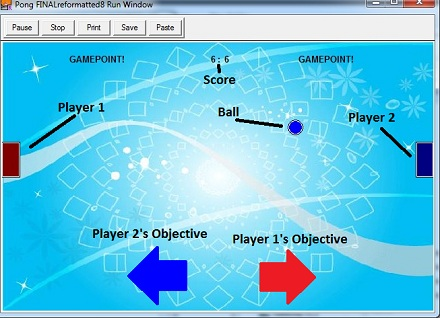 Pong FINALreformatted8 Run Window
Pause Stop Print Save Paste
GAMEPOINT! 6 : 6 GAMEPOINT!
Score
Player 1
Ball
Player 2
Player 2's Objective
Player 1's Objective